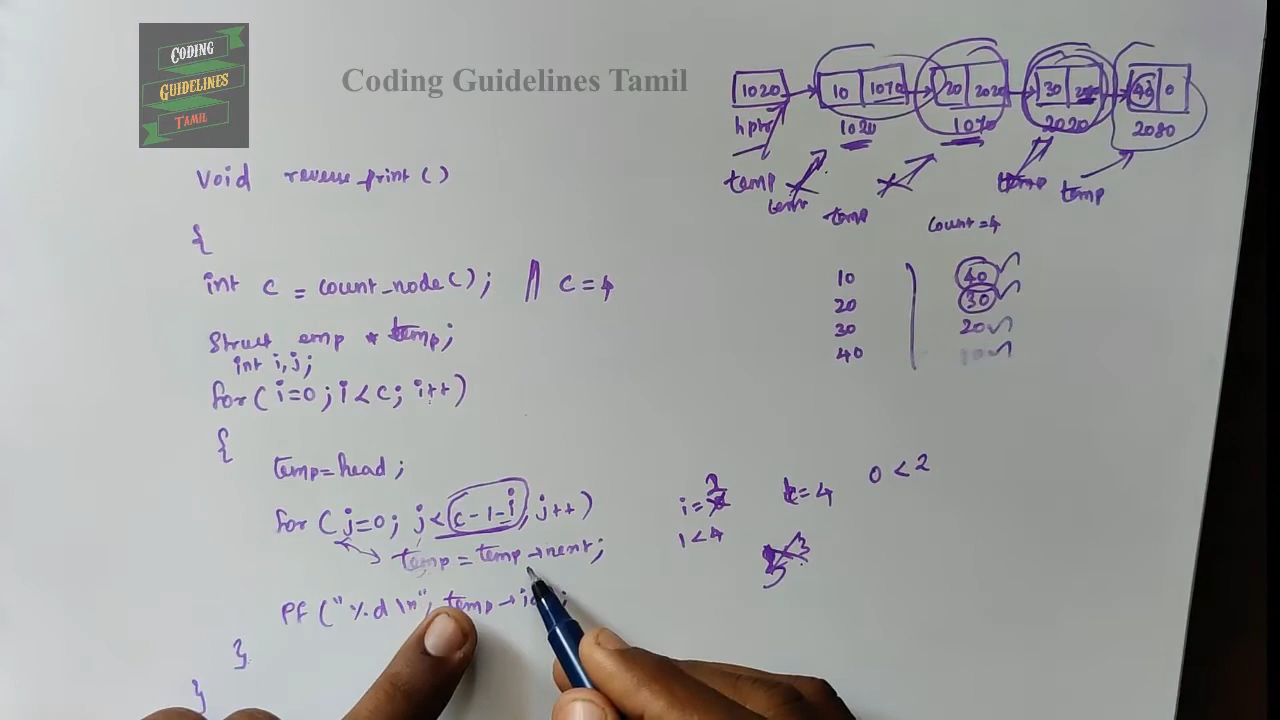 CODING
GUIDELINES
TAMIL
Coding Guidelines Tamil
1020 10 1070 20 2020 30 40 0
hptr 1020 1070 2020 2080
temp temp temp
count=4
void reverse_print()
{
int c = count_node(); // c=4
struct emp * temp;
int i,j;
for(i=0;i<c;i++)
{
temp=head;
for(j=0; j<c-1-i; j++)
temp=temp→next;
PF("%d \n", temp→
}
}
10 40
20 30
30 20
40 10
i= =4 0<2
1<4